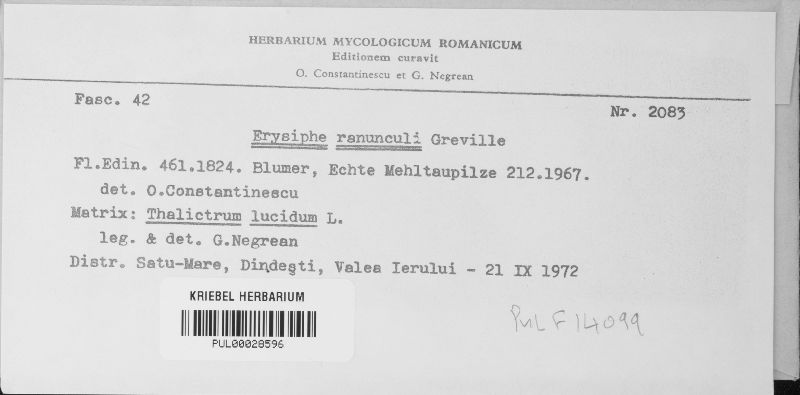 HERBARIUM MYCOLOGICUM ROMANICUM
Editionem curavit
O. Constantinescu et G. Negrean
Fasc. 42
Nr. 2083
Erysiphe ranunculi Greville
Fl.Edin. 461.1824. Blumer, Echte Mehltaupilze 212.1967.
det. O.Constantinescu
Matrix: Thalictrum lucidum L.
leg. & det. G.Negrean
Distr. Satu-Mare, Dindeşti, Valea Ierului - 21 IX 1972
KRIEBEL HERBARIUM
PUL00028596
PUL F14099